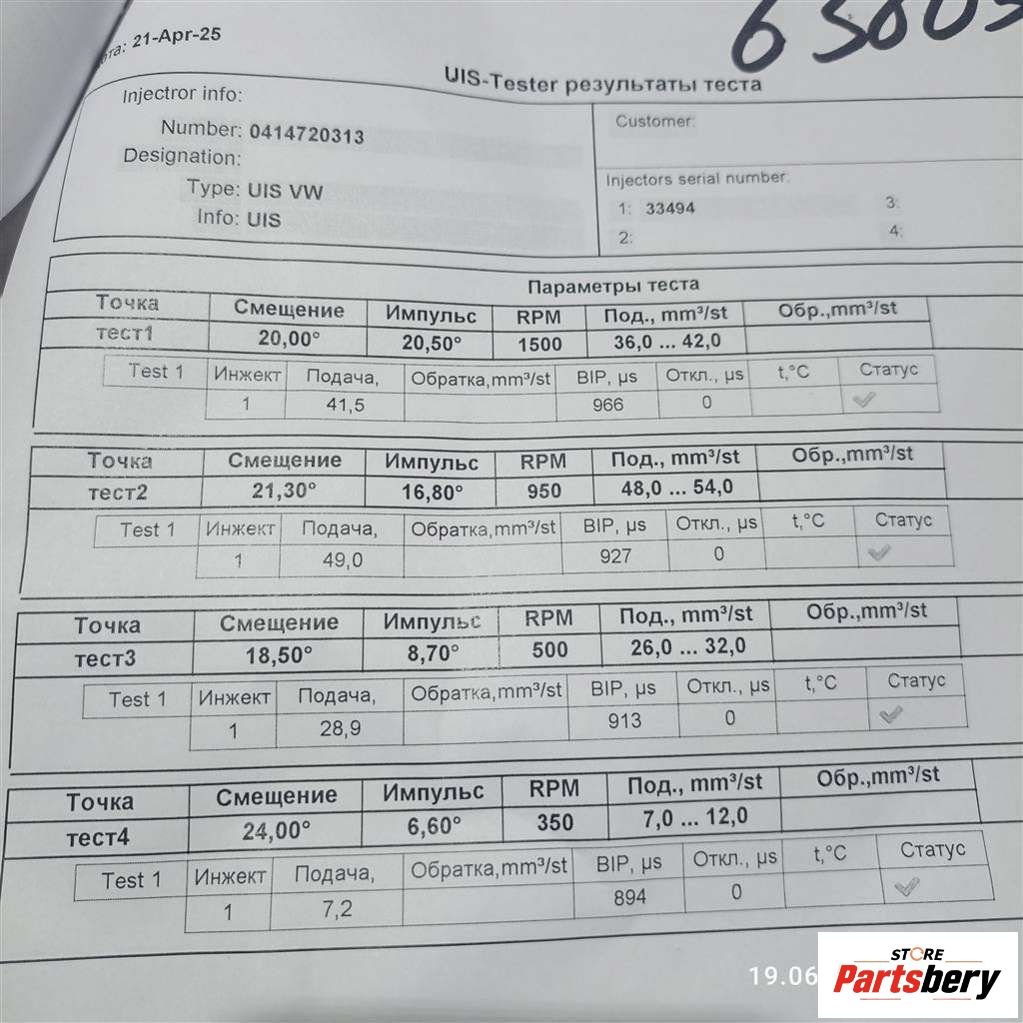 63803
ата: 21-Apr-25
UIS-Tester результаты теста
Injectror info:
Number: 0414720313
Designation:
Type: UIS VW
Info: UIS
Customer:
Injectors serial number:
1: 33494 3:
2: 4:
Параметры теста
Точка Смещение Импульс RPM Под., mm³/st Обр.,mm³/st
тест1 20,00° 20,50° 1500 36,0 ... 42,0
Test 1 Инжект Подача, Обратка,mm³/st BIP, µs Откл., µs t,°C Статус
1 41,5 966 0
Точка Смещение Импульс RPM Под., mm³/st Обр.,mm³/st
тест2 21,30° 16,80° 950 48,0 ... 54,0
Test 1 Инжект Подача, Обратка,mm³/st BIP, µs Откл., µs t,°C Статус
1 49,0 927 0
Точка Смещение Импульс RPM Под., mm³/st Обр.,mm³/st
тест3 18,50° 8,70° 500 26,0 ... 32,0
Test 1 Инжект Подача, Обратка,mm³/st BIP, µs Откл., µs t,°C Статус
1 28,9 913 0
Точка Смещение Импульс RPM Под., mm³/st Обр.,mm³/st
тест4 24,00° 6,60° 350 7,0 ... 12,0
Test 1 Инжект Подача, Обратка,mm³/st BIP, µs Откл., µs t,°C Статус
1 7,2 894 0
19.06
STORE
Partsbery